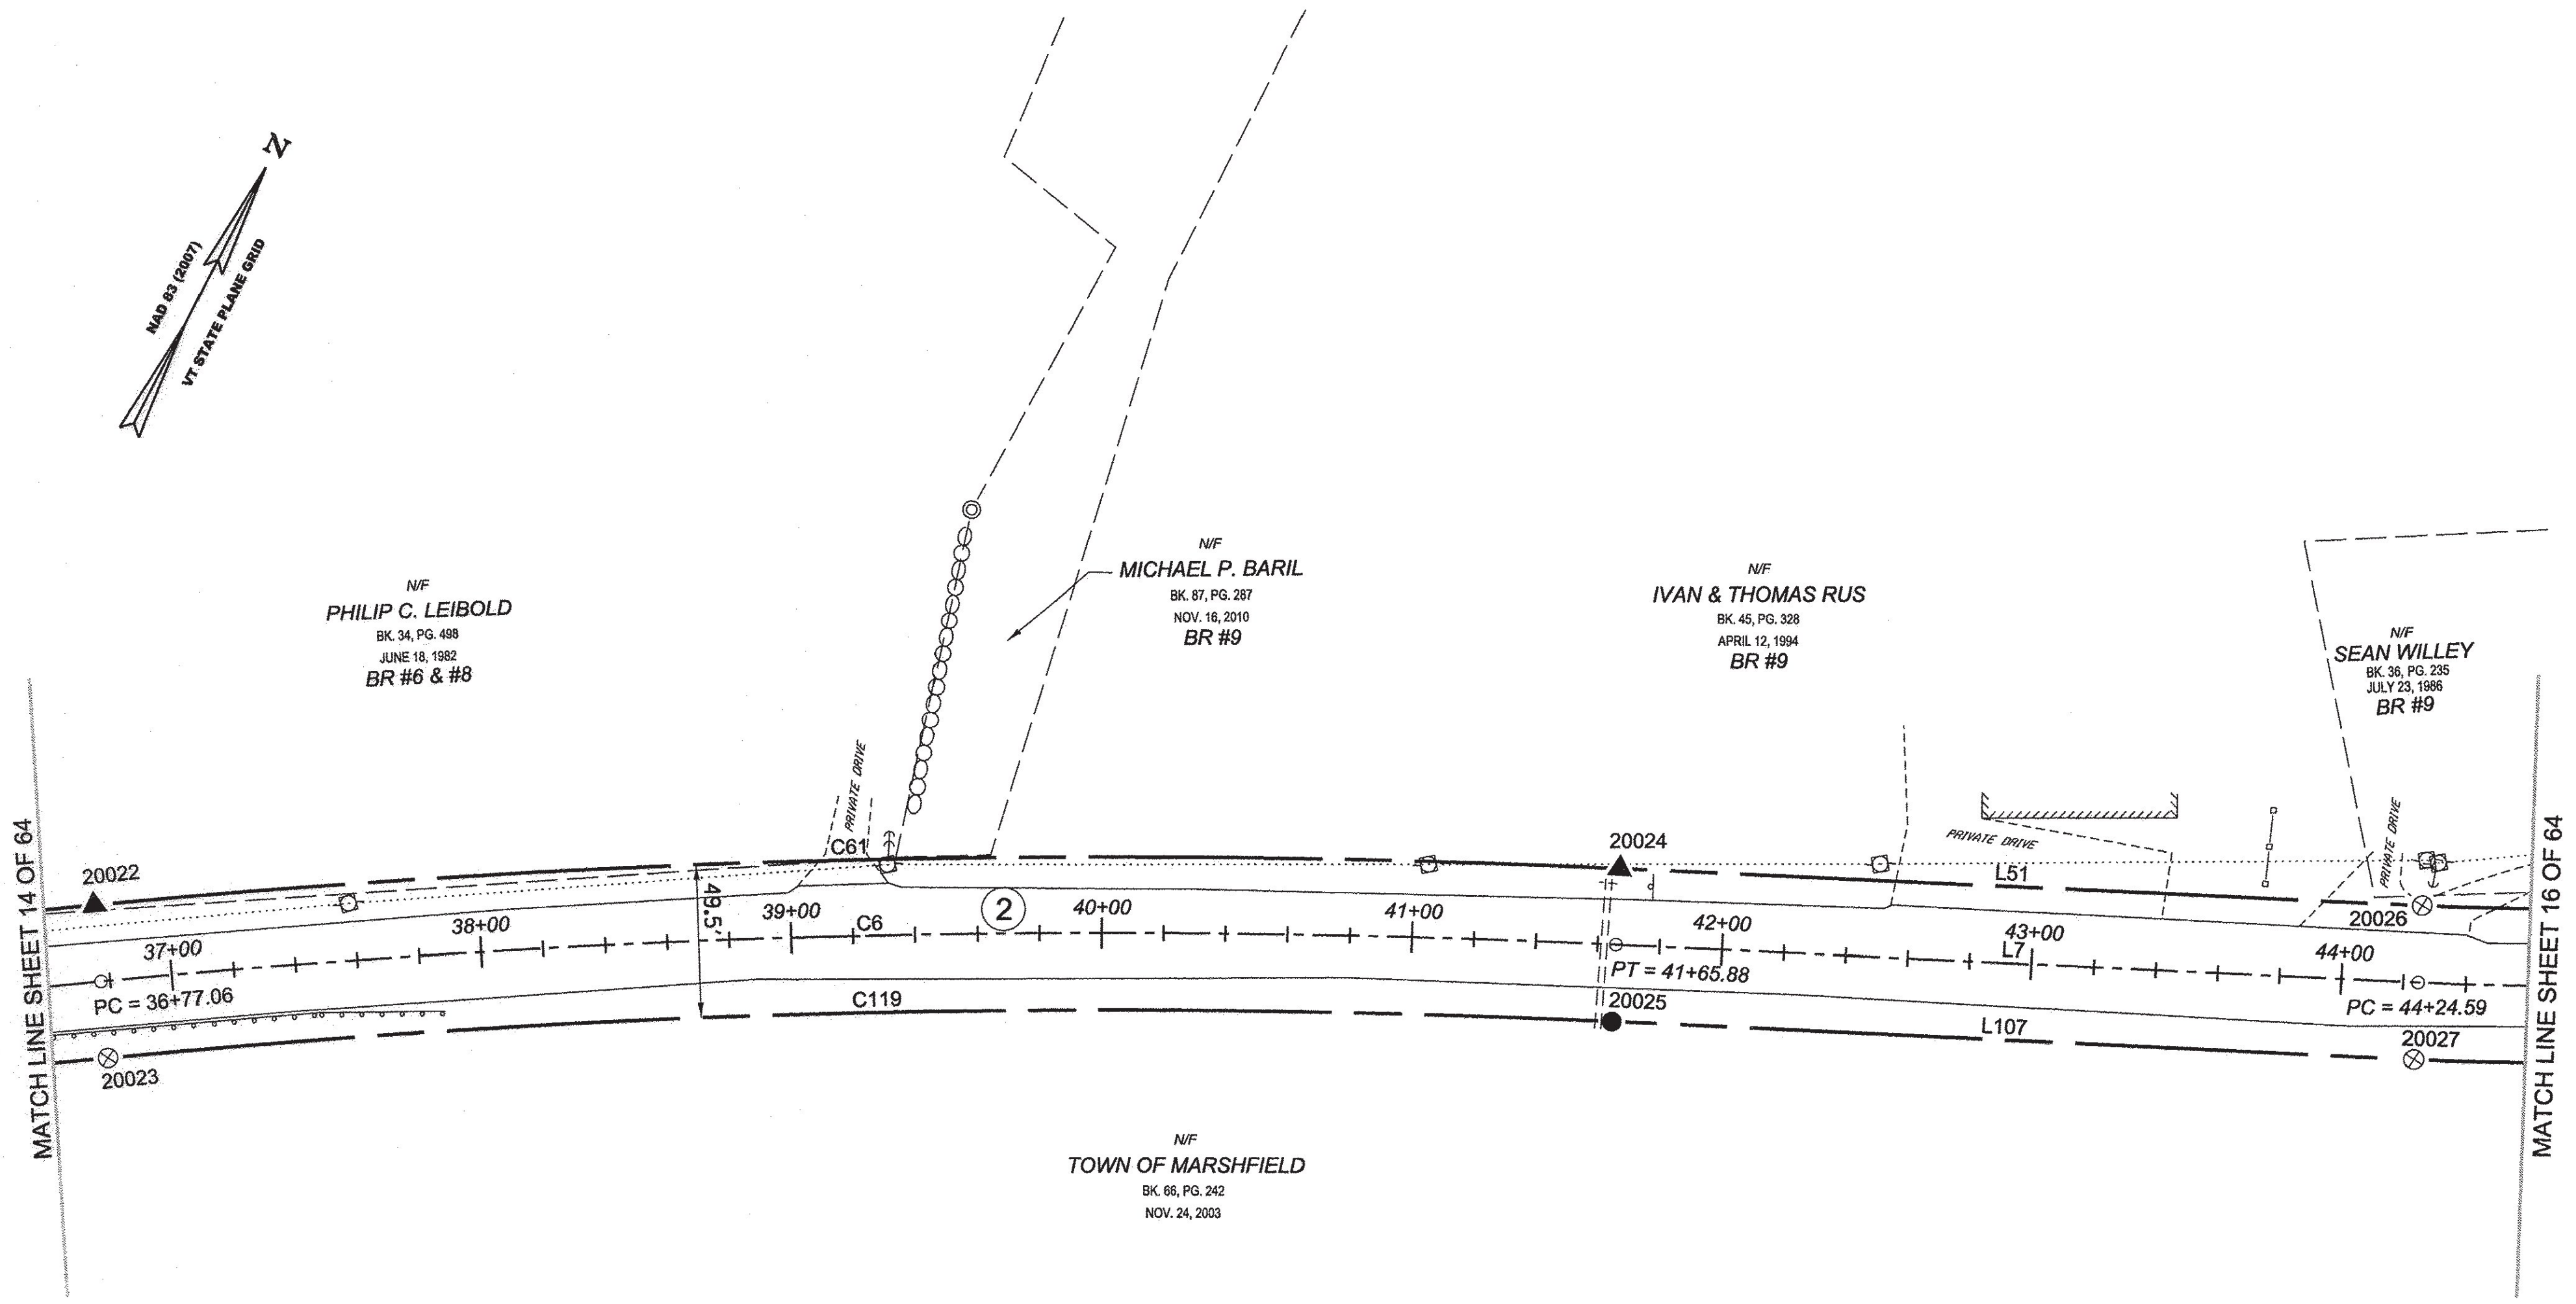 N
NAD 83 (2007)
VT STATE PLANE GRID
N/F
PHILIP C. LEIBOLD
BK. 34, PG. 498
JUNE 18, 1982
BR #6 & #8
N/F
MICHAEL P. BARIL
BK. 87, PG. 287
NOV. 16, 2010
BR #9
N/F
IVAN & THOMAS RUS
BK. 45, PG. 328
APRIL 12, 1994
BR #9
N/F
SEAN WILLEY
BK. 36, PG. 235
JULY 23, 1986
BR #9
MATCH LINE SHEET 14 OF 64
PRIVATE DRIVE
PRIVATE DRIVE
PRIVATE DRIVE
MATCH LINE SHEET 16 OF 64
20022
C61
20024
L51
20026
49.5'
37+00
38+00
39+00
C6
2
40+00
41+00
42+00
43+00
L7
44+00
PC = 36+77.06
PT = 41+65.88
PC = 44+24.59
20023
C119
20025
L107
20027
N/F
TOWN OF MARSHFIELD
BK. 66, PG. 242
NOV. 24, 2003